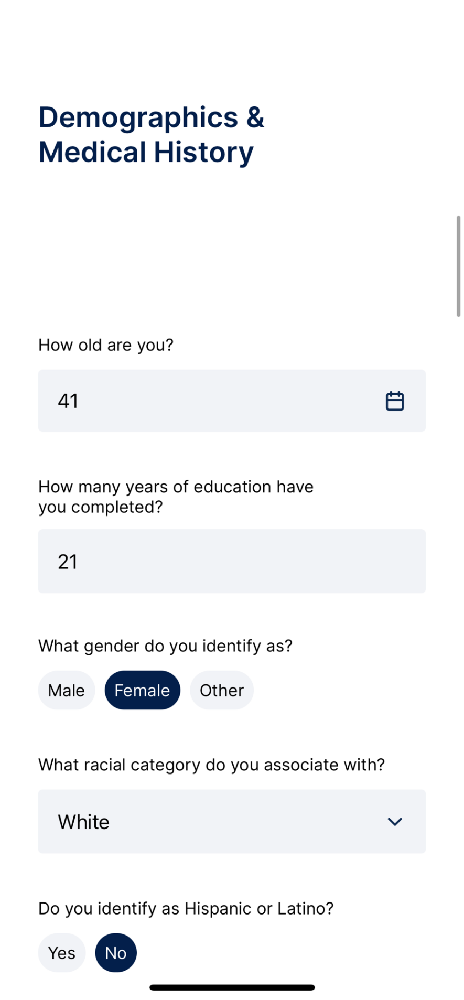 Demographics &
Medical History
How old are you?
41
How many years of education have
you completed?
21
What gender do you identify as?
Male Female Other
What racial category do you associate with?
White
Do you identify as Hispanic or Latino?
Yes No